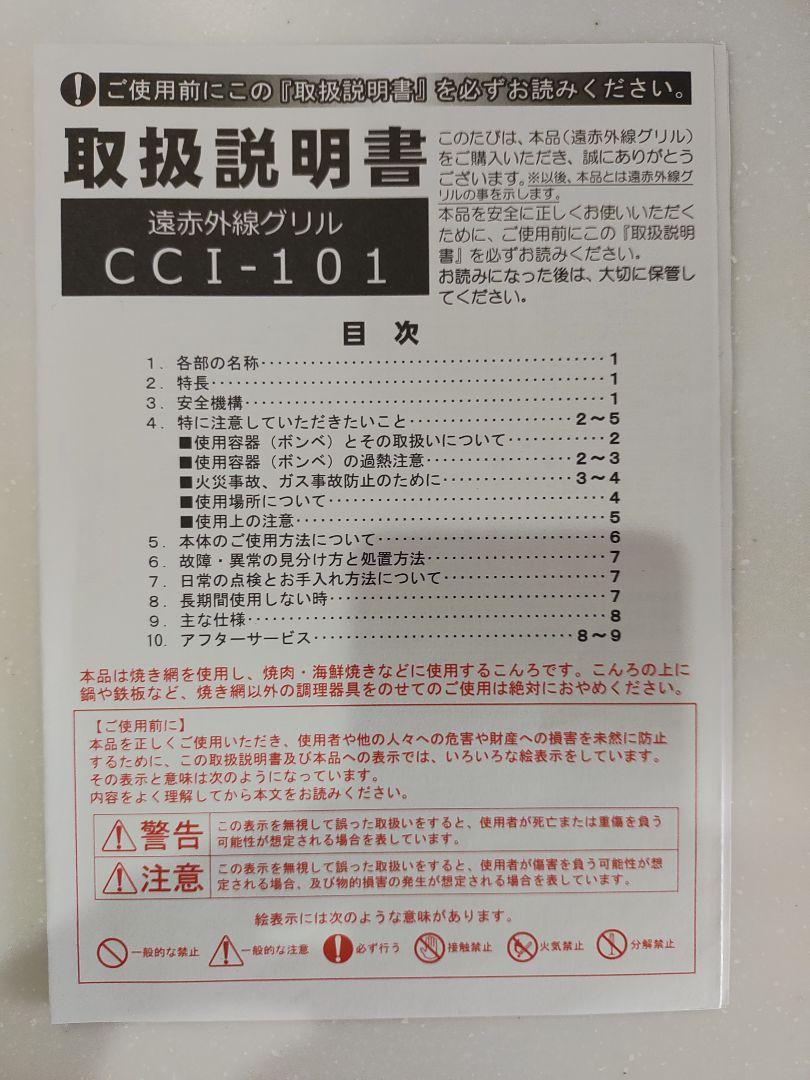 ご使用前にこの『取扱説明書』を必ずお読みください。
取扱説明書
遠赤外線グリル
CCI-101
このたびは、本品（遠赤外線グリル）
をご購入いただき、誠にありがとう
ございます。※以後、本品とは遠赤外線グ
リルの事を示します。
本品を安全に正しくお使いいただく
ために、ご使用前にこの『取扱説明
書』を必ずお読みください。
お読みになった後は、大切に保管し
てください。
目 次
1. 各部の名称‥‥‥‥‥‥‥‥‥‥1
2. 特長‥‥‥‥‥‥‥‥‥‥1
3. 安全機構‥‥‥‥‥‥‥‥‥‥1
4. 特に注意していただきたいこと‥‥‥‥‥‥2～5
■使用容器（ボンベ）とその取扱いについて‥‥‥‥2
■使用容器（ボンベ）の過熱注意‥‥‥‥‥‥2～3
■火災事故、ガス事故防止のために‥‥‥‥‥3～4
■使用場所について‥‥‥‥‥‥‥‥4
■使用上の注意‥‥‥‥‥‥‥‥‥5
5. 本体のご使用方法について‥‥‥‥‥‥‥6
6. 故障・異常の見分け方と処置方法‥‥‥‥‥‥7
7. 日常の点検とお手入れ方法について‥‥‥‥‥7
8. 長期間使用しない時‥‥‥‥‥‥‥‥7
9. 主な仕様‥‥‥‥‥‥‥‥‥‥8
10. アフターサービス‥‥‥‥‥‥‥‥8～9
本品は焼き網を使用し、焼肉・海鮮焼きなどに使用するこんろです。こんろの上に
鍋や鉄板など、焼き網以外の調理器具をのせてのご使用は絶対におやめください。
【ご使用前に】
本品を正しくご使用いただき、使用者や他の人々への危害や財産への損害を未然に防止
するために、この取扱説明書及び本品への表示では、いろいろな絵表示をしています。
その表示と意味は次のようになっています。
内容をよく理解してから本文をお読みください。
警告 この表示を無視して誤った取扱いをすると、使用者が死亡または重傷を負う
可能性が想定される場合を表しています。
注意 この表示を無視して誤った取扱いをすると、使用者が傷害を負う可能性が想
定される場合、及び物的損害の発生が想定される場合を表しています。
絵表示には次のような意味があります。
一般的な禁止 一般的な注意 必ず行う 接触禁止 火気禁止 分解禁止